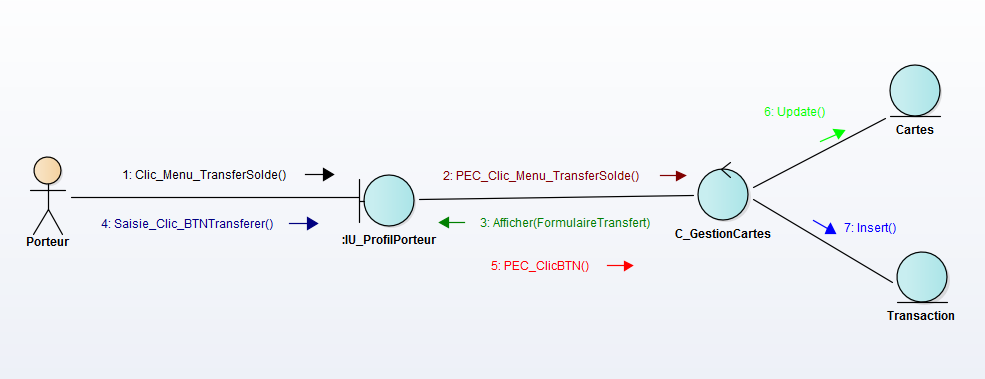 6: Update()
Cartes
1: Clic_Menu_TransferSolde()
2: PEC_Clic_Menu_TransferSolde()
4: Saisie_Clic_BTNTransferer()
3: Afficher(FormulaireTransfert)
7: Insert()
Porteur
:IU_ProfilPorteur
C_GestionCartes
5: PEC_ClicBTN()
Transaction